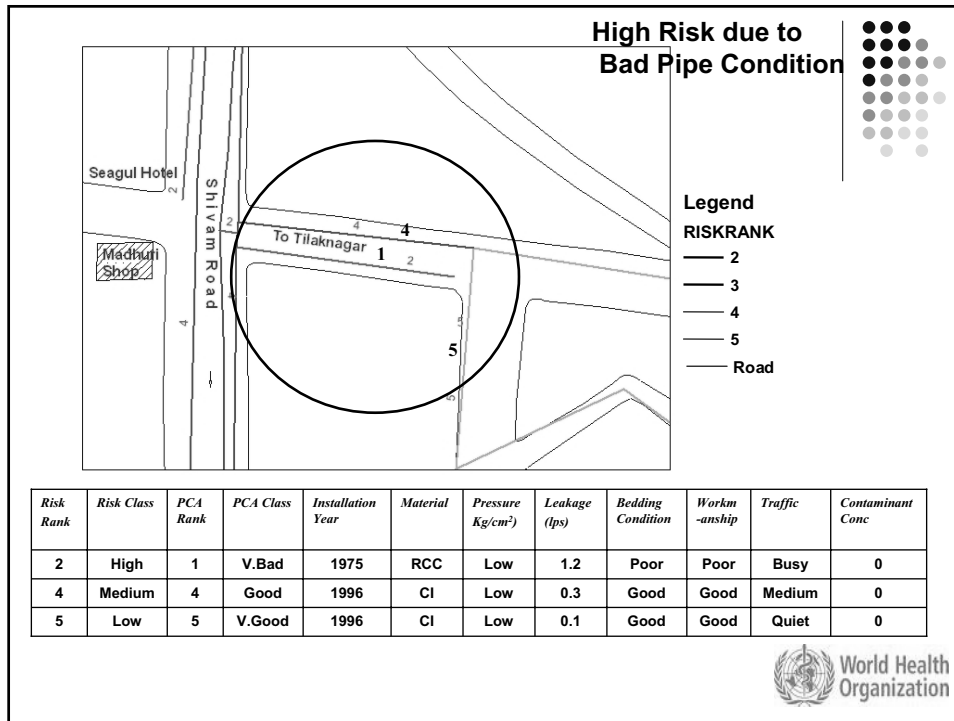 High Risk due to
Bad Pipe Condition
Seagul Hotel
2
Shivam Road
2
4
4
To Tilaknagar
1
2
Madhuri
Shop
4
4
5
5
5
Legend
RISKRANK
2
3
4
5
Road
Risk Rank Risk Class PCA Rank PCA Class Installation Year Material Pressure Kg/cm²) Leakage (lps) Bedding Condition Workm -anship Traffic Contaminant Conc
2 High 1 V.Bad 1975 RCC Low 1.2 Poor Poor Busy 0
4 Medium 4 Good 1996 CI Low 0.3 Good Good Medium 0
5 Low 5 V.Good 1996 CI Low 0.1 Good Good Quiet 0
World Health
Organization